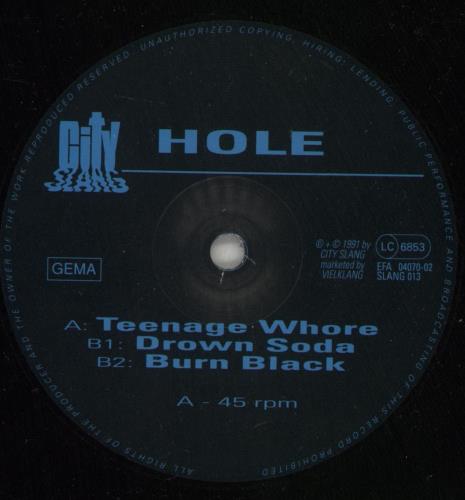 ALL RIGHTS OF THE PRODUCER AND THE OWNER OF THE WORK REPRODUCED RESERVED. UNAUTHORIZED COPYING, HIRING, LENDING, PUBLIC PERFORMANCE AND BROADCASTING OF THIS RECORD PROHIBITED
City
SLANG
HOLE
GEMA
℗ + © 1991 by
CITY SLANG
marketed by
VIELKLANG
LC 6853
EFA 04070-02
SLANG 013
A: Teenage Whore
B1: Drown Soda
B2: Burn Black
A - 45 rpm